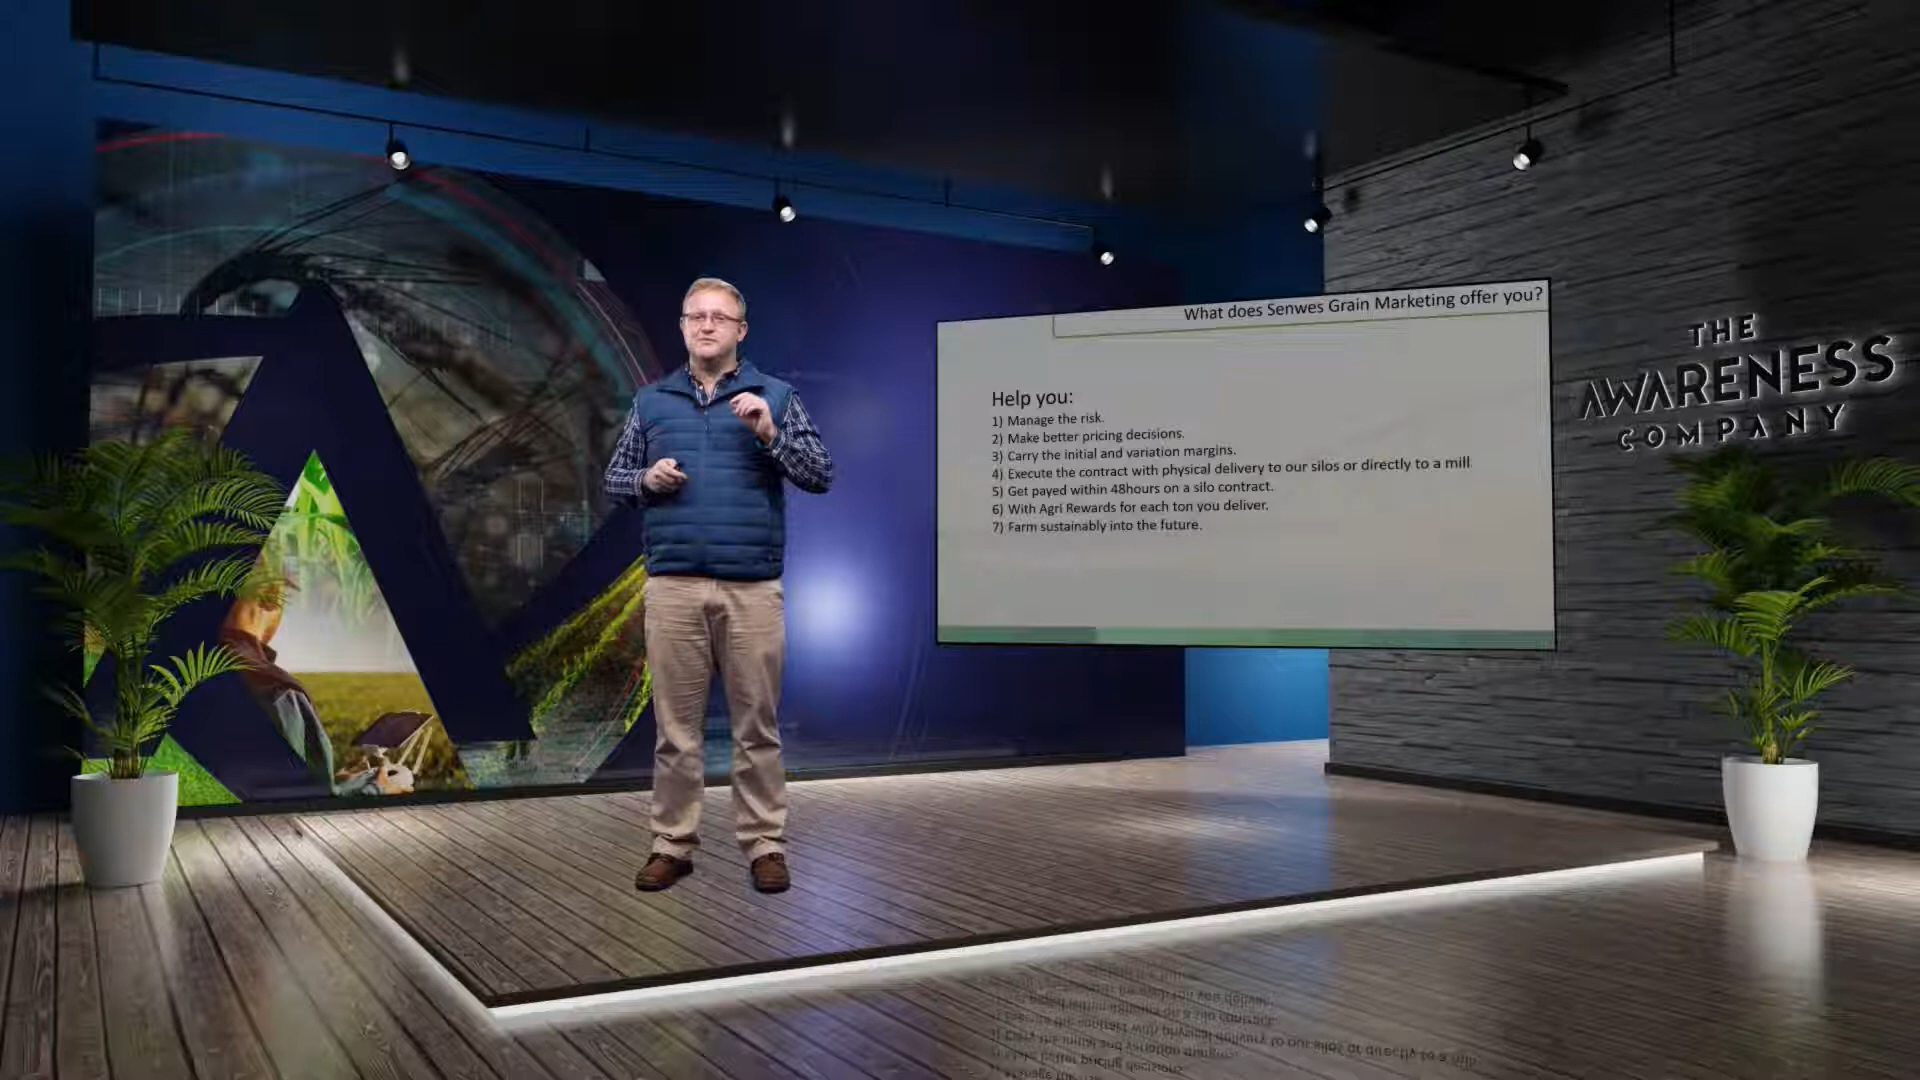 What does Senwes Grain Marketing offer you?
Help you:
1) Manage the risk.
2) Make better pricing decisions.
3) Carry the initial and variation margins.
4) Execute the contract with physical delivery to our silos or directly to a mill
5) Get payed within 48hours on a silo contract.
6) With Agri Rewards for each ton you deliver.
7) Farm sustainably into the future.
THE
AWARENESS
COMPANY